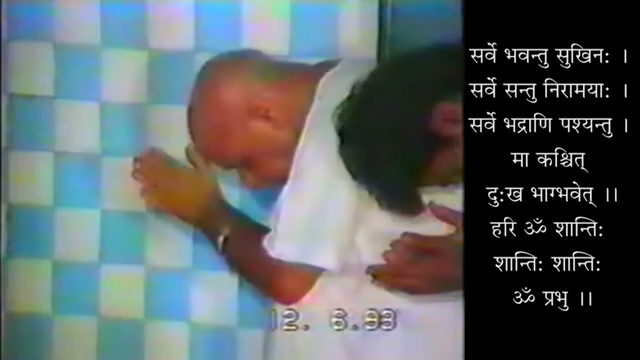 सर्वे भवन्तु सुखिनः ।
सर्वे सन्तु निरामयाः ।
सर्वे भद्राणि पश्यन्तु ।
मा कश्चित्
दुःख भाग्भवेत् ।।
हरि ॐ शान्तिः
शान्तिः शान्तिः
ॐ प्रभु ।।
12. 6.93